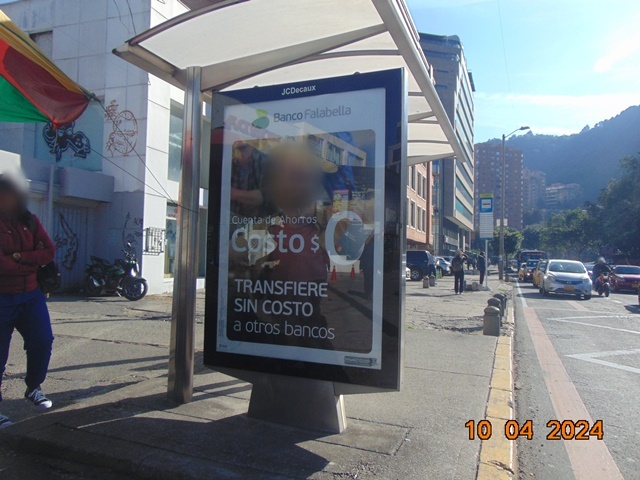 JCDecaux
Banco Falabella
Cuenta de Ahorros
Costo $ 0
TRANSFIERE
SIN COSTO
a otros bancos
10 04 2024